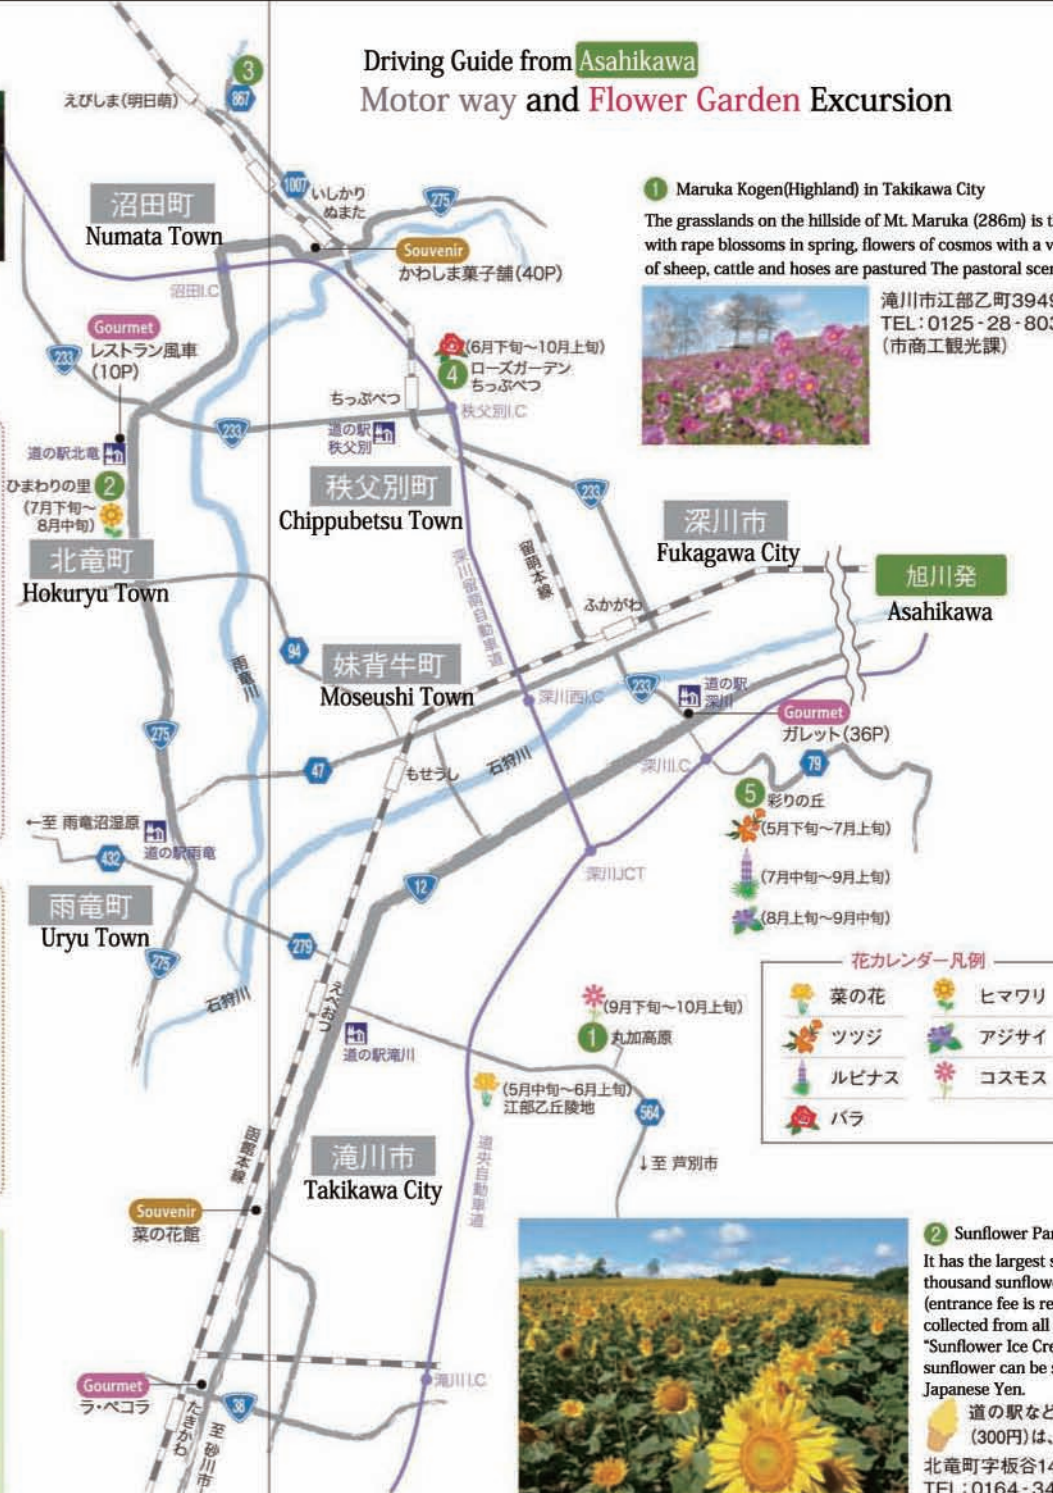 Driving Guide from Asahikawa
Motor way and Flower Garden Excursion
3
867
えびしま(明日萌)
1007
いしかり
ぬまた
275
沼田町
Numata Town
Souvenir
かわしま菓子舗(40P)
沼田I.C
Gourmet
レストラン風車
(10P)
233
(6月下旬～10月上旬)
4
ローズガーデン
ちっぷべつ
ちっぷべつ
秩父別I.C
233
道の駅
秩父別
道の駅北竜
ひまわりの里
2
(7月下旬～
8月中旬)
秩父別町
Chippubetsu Town
233
北竜町
Hokuryu Town
深川市
Fukagawa City
旭川発
Asahikawa
留萌本線
深川留萌自動車道
ふかがわ
94
雨竜川
妹背牛町
Moseushi Town
深川西I.C
233
道の駅
深川
Gourmet
ガレット(36P)
275
47
もせうし
石狩川
深川I.C
79
5
彩りの丘
(5月下旬～7月上旬)
(7月中旬～9月上旬)
(8月上旬～9月中旬)
←至 雨竜沼湿原
道の駅雨竜
432
深川JCT
12
雨竜町
Uryu Town
275
279
石狩川
えべおつ
道の駅滝川
(9月下旬～10月上旬)
1
丸加高原
(5月中旬～6月上旬)
江部乙丘陵地
564
↓至 芦別市
花カレンダー凡例
菜の花
ヒマワリ
ツツジ
アジサイ
ルピナス
コスモス
バラ
函館本線
滝川市
Takikawa City
道央自動車道
Souvenir
菜の花館
Gourmet
ラ・ペコラ
滝川I.C
38
たきかわ
至 砂川市
1 Maruka Kogen(Highland) in Takikawa City
The grasslands on the hillside of Mt. Maruka (286m) is t
with rape blossoms in spring, flowers of cosmos with a v
of sheep, cattle and hoses are pastured The pastoral scen
滝川市江部乙町3949
TEL:0125-28-803
(市商工観光課)
2 Sunflower Par
It has the largest s
thousand sunflowe
(entrance fee is re
collected from all
"Sunflower Ice Cre
sunflower can be s
Japanese Yen.
道の駅など
(300円)は、
北竜町字板谷14
TEL:0164-34